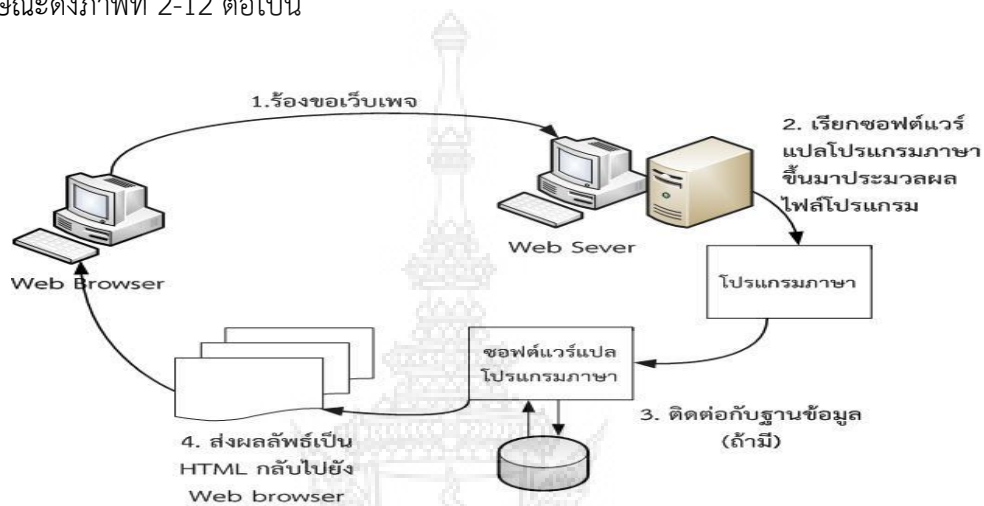 ษณะดังภาพที่ 2-12 ต่อไปนี้
1.ร้องขอเว็บเพจ
2. เรียกซอฟต์แวร์
แปลโปรแกรมภาษา
ขึ้นมาประมวลผล
ไฟล์โปรแกรม
Web Sever
Web Browser
โปรแกรมภาษา
ซอฟต์แวร์แปล
โปรแกรมภาษา
3. ติดต่อกับฐานข้อมูล
(ถ้ามี)
4. ส่งผลลัพธ์เป็น
HTML กลับไปยัง
Web browser